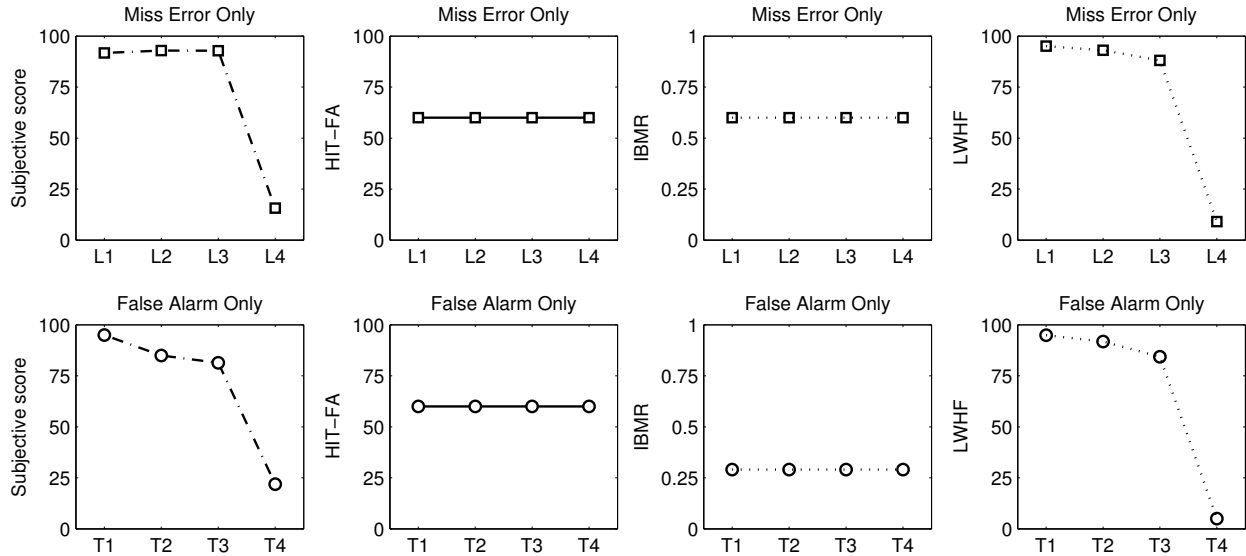 Miss Error Only
100
75
50
25
0
Subjective score
L1 L2 L3 L4
Miss Error Only
100
75
50
25
0
HIT−FA
L1 L2 L3 L4
Miss Error Only
1
0.75
0.5
0.25
0
IBMR
L1 L2 L3 L4
Miss Error Only
100
75
50
25
0
LWHF
L1 L2 L3 L4
False Alarm Only
100
75
50
25
0
Subjective score
T1 T2 T3 T4
False Alarm Only
100
75
50
25
0
HIT−FA
T1 T2 T3 T4
False Alarm Only
1
0.75
0.5
0.25
0
IBMR
T1 T2 T3 T4
False Alarm Only
100
75
50
25
0
LWHF
T1 T2 T3 T4